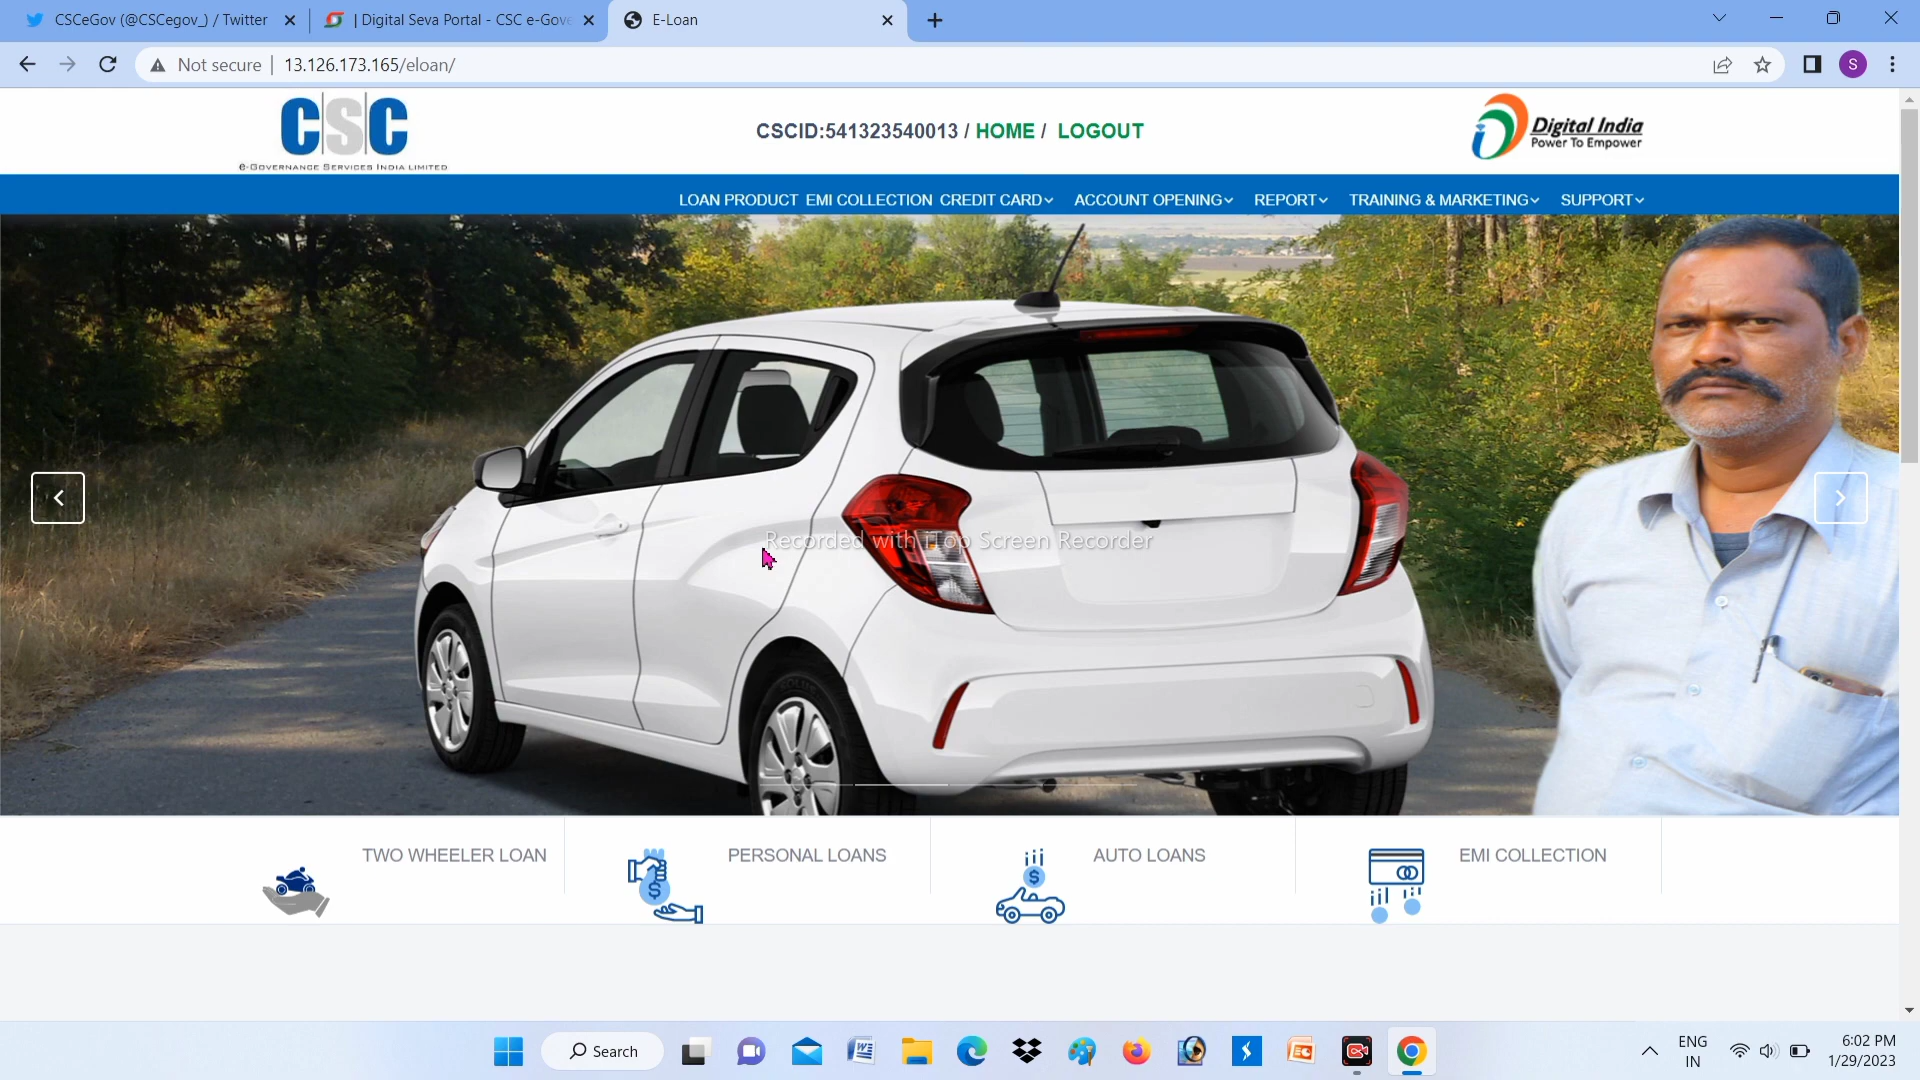 CSCeGov (@CSCegov_) / Twitter
| Digital Seva Portal - CSC e-Gove
E-Loan
Not secure | 13.126.173.165/eloan/
S
CSC
e-Governance Services India Limited
CSCID:541323540013 / HOME / LOGOUT
Digital India
Power To Empower
LOAN PRODUCT EMI COLLECTION CREDIT CARD ACCOUNT OPENING REPORT TRAINING & MARKETING SUPPORT
Recorded with iTop Screen Recorder
TWO WHEELER LOAN
PERSONAL LOANS
AUTO LOANS
EMI COLLECTION
Search
ENG
IN
6:02 PM
1/29/2023